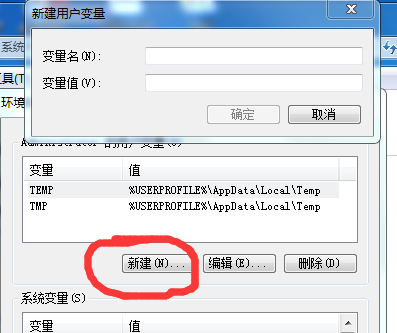 新建用户变量
变量名(N):
变量值(V):
确定
取消
系统
具(T
环境
Administrator 的用户变量(U)
变量 值
TEMP %USERPROFILE%\AppData\Local\Temp
TMP %USERPROFILE%\AppData\Local\Temp
新建(N)... 编辑(E)... 删除(D)
系统变量(S)
变量 值